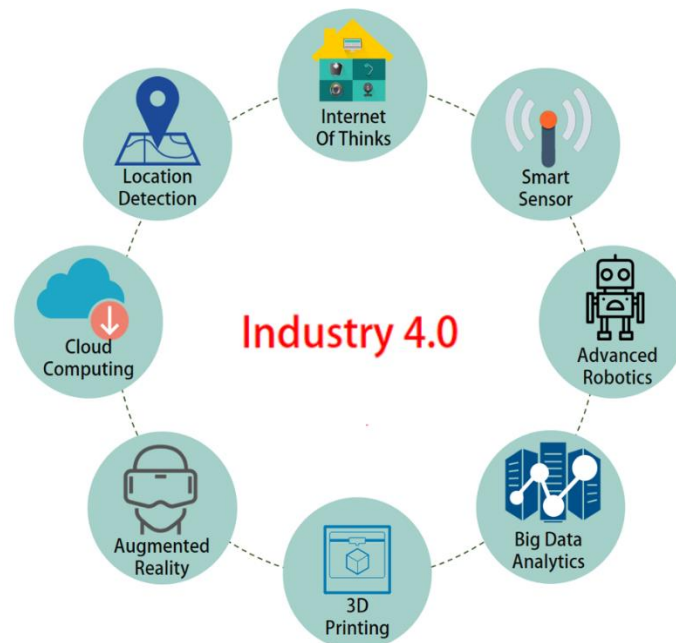 Internet
Of Thinks
Smart
Sensor
Advanced
Robotics
Big Data
Analytics
3D
Printing
Augmented
Reality
Cloud
Computing
Location
Detection
Industry 4.0